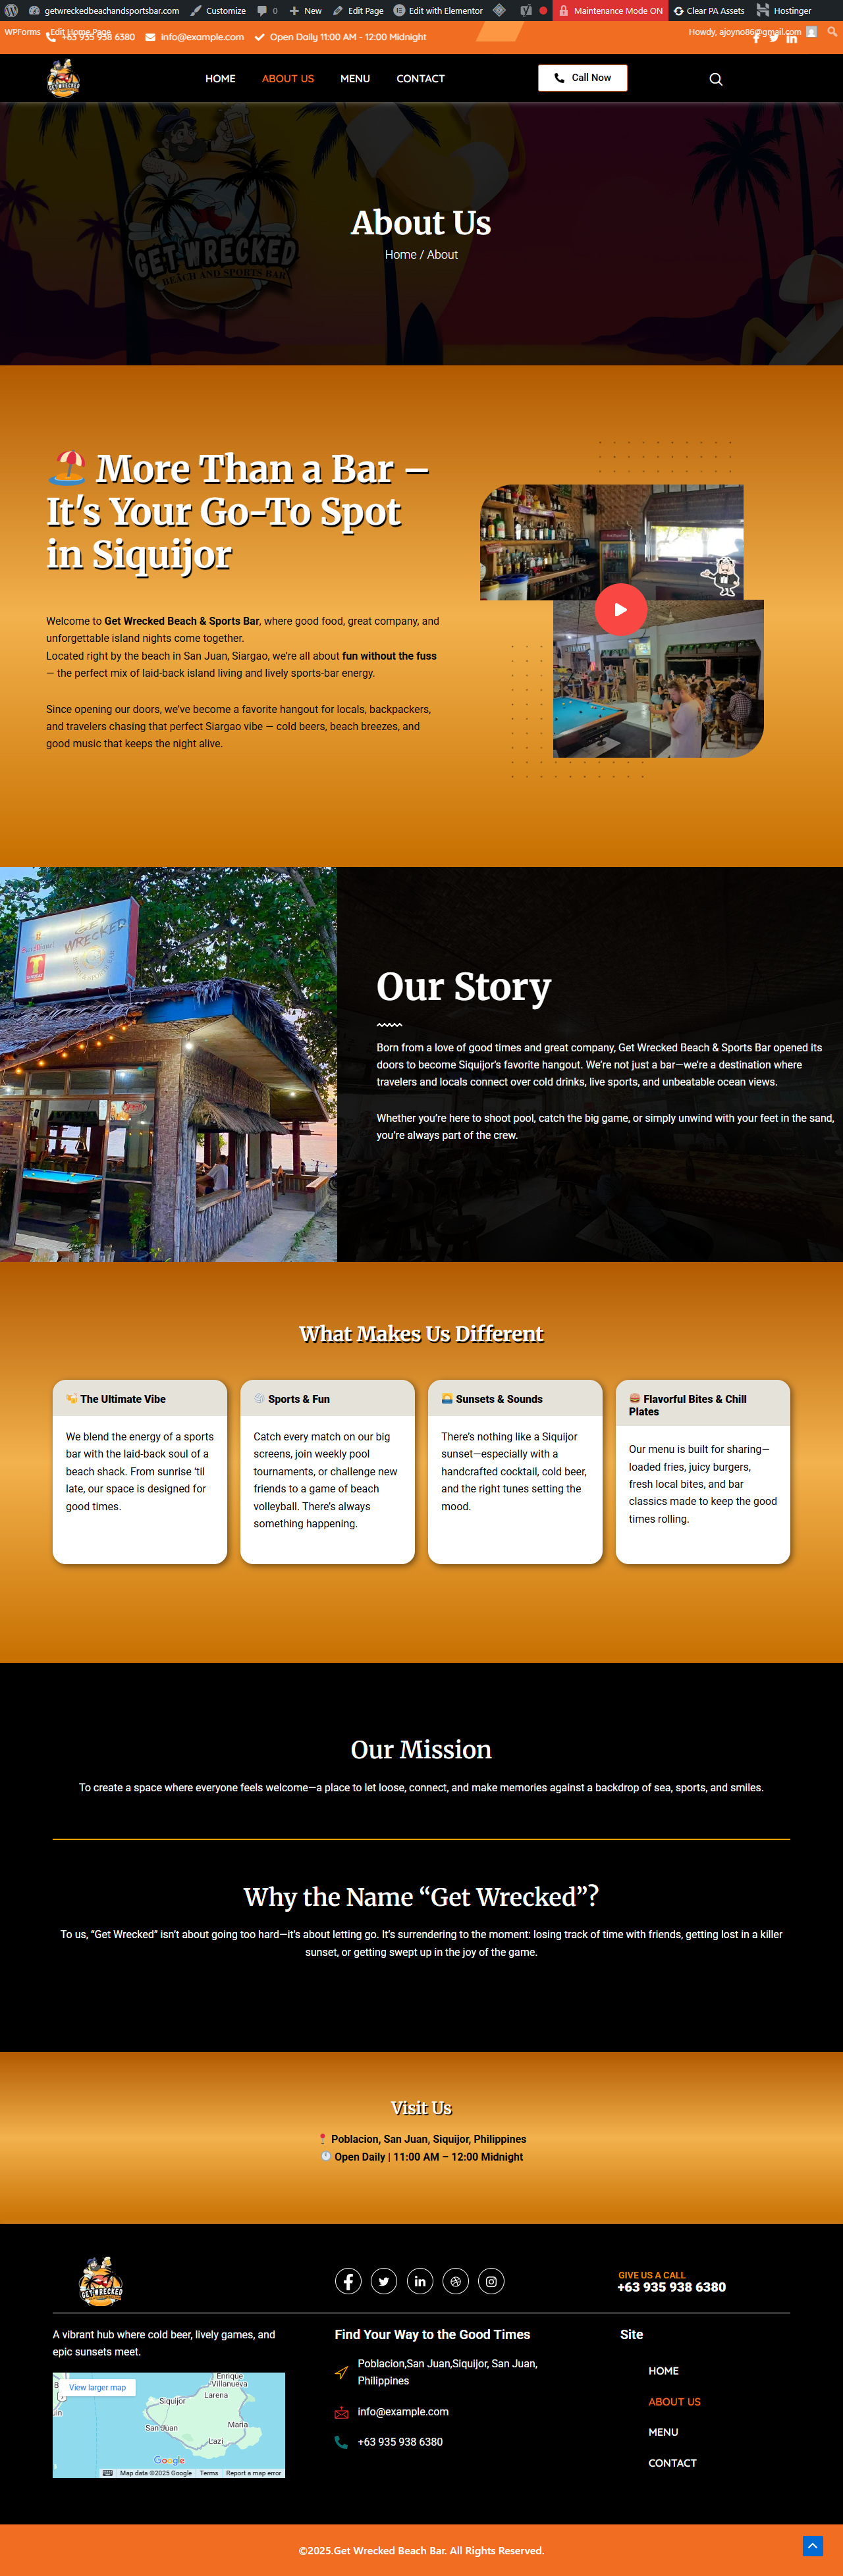 getwreckedbeachandsportsbar.com Customize 0 New Edit Page Edit with Elementor Maintenance Mode ON Clear PA Assets Hostinger
WPForms Edit Home Page Howdy, ajoyno86@gmail.com
+63 935 938 6380 info@example.com Open Daily 11:00 AM - 12:00 Midnight
GET WRECKED
HOME ABOUT US MENU CONTACT Call Now
GET WRECKED
BEACH AND SPORTS BAR
About Us
Home / About
⛱️ More Than a Bar –
It's Your Go-To Spot
in Siquijor
Welcome to Get Wrecked Beach & Sports Bar, where good food, great company, and
unforgettable island nights come together.
Located right by the beach in San Juan, Siargao, we're all about fun without the fuss
— the perfect mix of laid-back island living and lively sports-bar energy.
Since opening our doors, we've become a favorite hangout for locals, backpackers,
and travelers chasing that perfect Siargao vibe — cold beers, beach breezes, and
good music that keeps the night alive.
GET
WRECKED
San Miguel
Our Story
Born from a love of good times and great company, Get Wrecked Beach & Sports Bar opened its
doors to become Siquijor's favorite hangout. We're not just a bar—we're a destination where
travelers and locals connect over cold drinks, live sports, and unbeatable ocean views.
Whether you're here to shoot pool, catch the big game, or simply unwind with your feet in the sand,
you're always part of the crew.
What Makes Us Different
🍻 The Ultimate Vibe
We blend the energy of a sports
bar with the laid-back soul of a
beach shack. From sunrise 'til
late, our space is designed for
good times.
🏐 Sports & Fun
Catch every match on our big
screens, join weekly pool
tournaments, or challenge new
friends to a game of beach
volleyball. There's always
something happening.
🌅 Sunsets & Sounds
There's nothing like a Siquijor
sunset—especially with a
handcrafted cocktail, cold beer,
and the right tunes setting the
mood.
🍔 Flavorful Bites & Chill
Plates
Our menu is built for sharing—
loaded fries, juicy burgers,
fresh local bites, and bar
classics made to keep the good
times rolling.
Our Mission
To create a space where everyone feels welcome—a place to let loose, connect, and make memories against a backdrop of sea, sports, and smiles.
Why the Name “Get Wrecked”?
To us, “Get Wrecked” isn't about going too hard—it's about letting go. It's surrendering to the moment: losing track of time with friends, getting lost in a killer
sunset, or getting swept up in the joy of the game.
Visit Us
📍 Poblacion, San Juan, Siquijor, Philippines
🕚 Open Daily | 11:00 AM – 12:00 Midnight
GET WRECKED
GIVE US A CALL
+63 935 938 6380
A vibrant hub where cold beer, lively games, and
epic sunsets meet.
View larger map
Enrique
Villanueva
Siquijor
Larena
San Juan
Maria
Lazi
Google
Map data ©2025 Google Terms Report a map error
Find Your Way to the Good Times
Poblacion,San Juan,Siquijor, San Juan,
Philippines
info@example.com
+63 935 938 6380
Site
HOME
ABOUT US
MENU
CONTACT
©2025.Get Wrecked Beach Bar. All Rights Reserved.